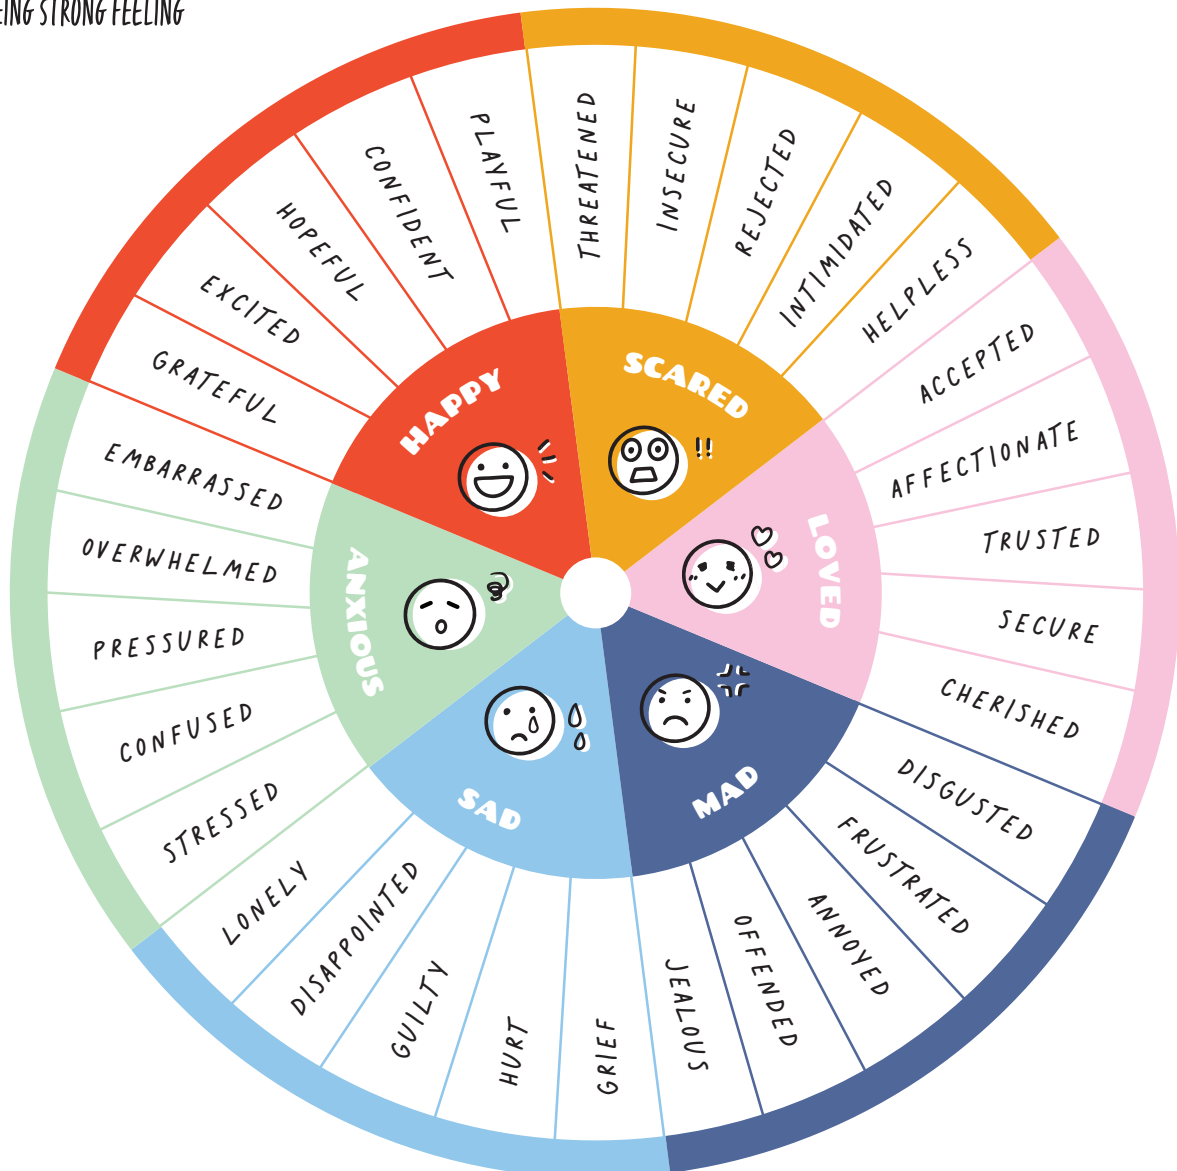 STRONG FEELING
HAPPY
GRATEFUL
EXCITED
HOPEFUL
CONFIDENT
PLAYFUL
SCARED
THREATENED
INSECURE
REJECTED
INTIMIDATED
HELPLESS
LOVED
ACCEPTED
AFFECTIONATE
TRUSTED
SECURE
CHERISHED
MAD
DISGUSTED
FRUSTRATED
ANNOYED
OFFENDED
JEALOUS
SAD
GRIEF
HURT
GUILTY
DISAPPOINTED
LONELY
ANXIOUS
STRESSED
CONFUSED
PRESSURED
OVERWHELMED
EMBARRASSED
!!